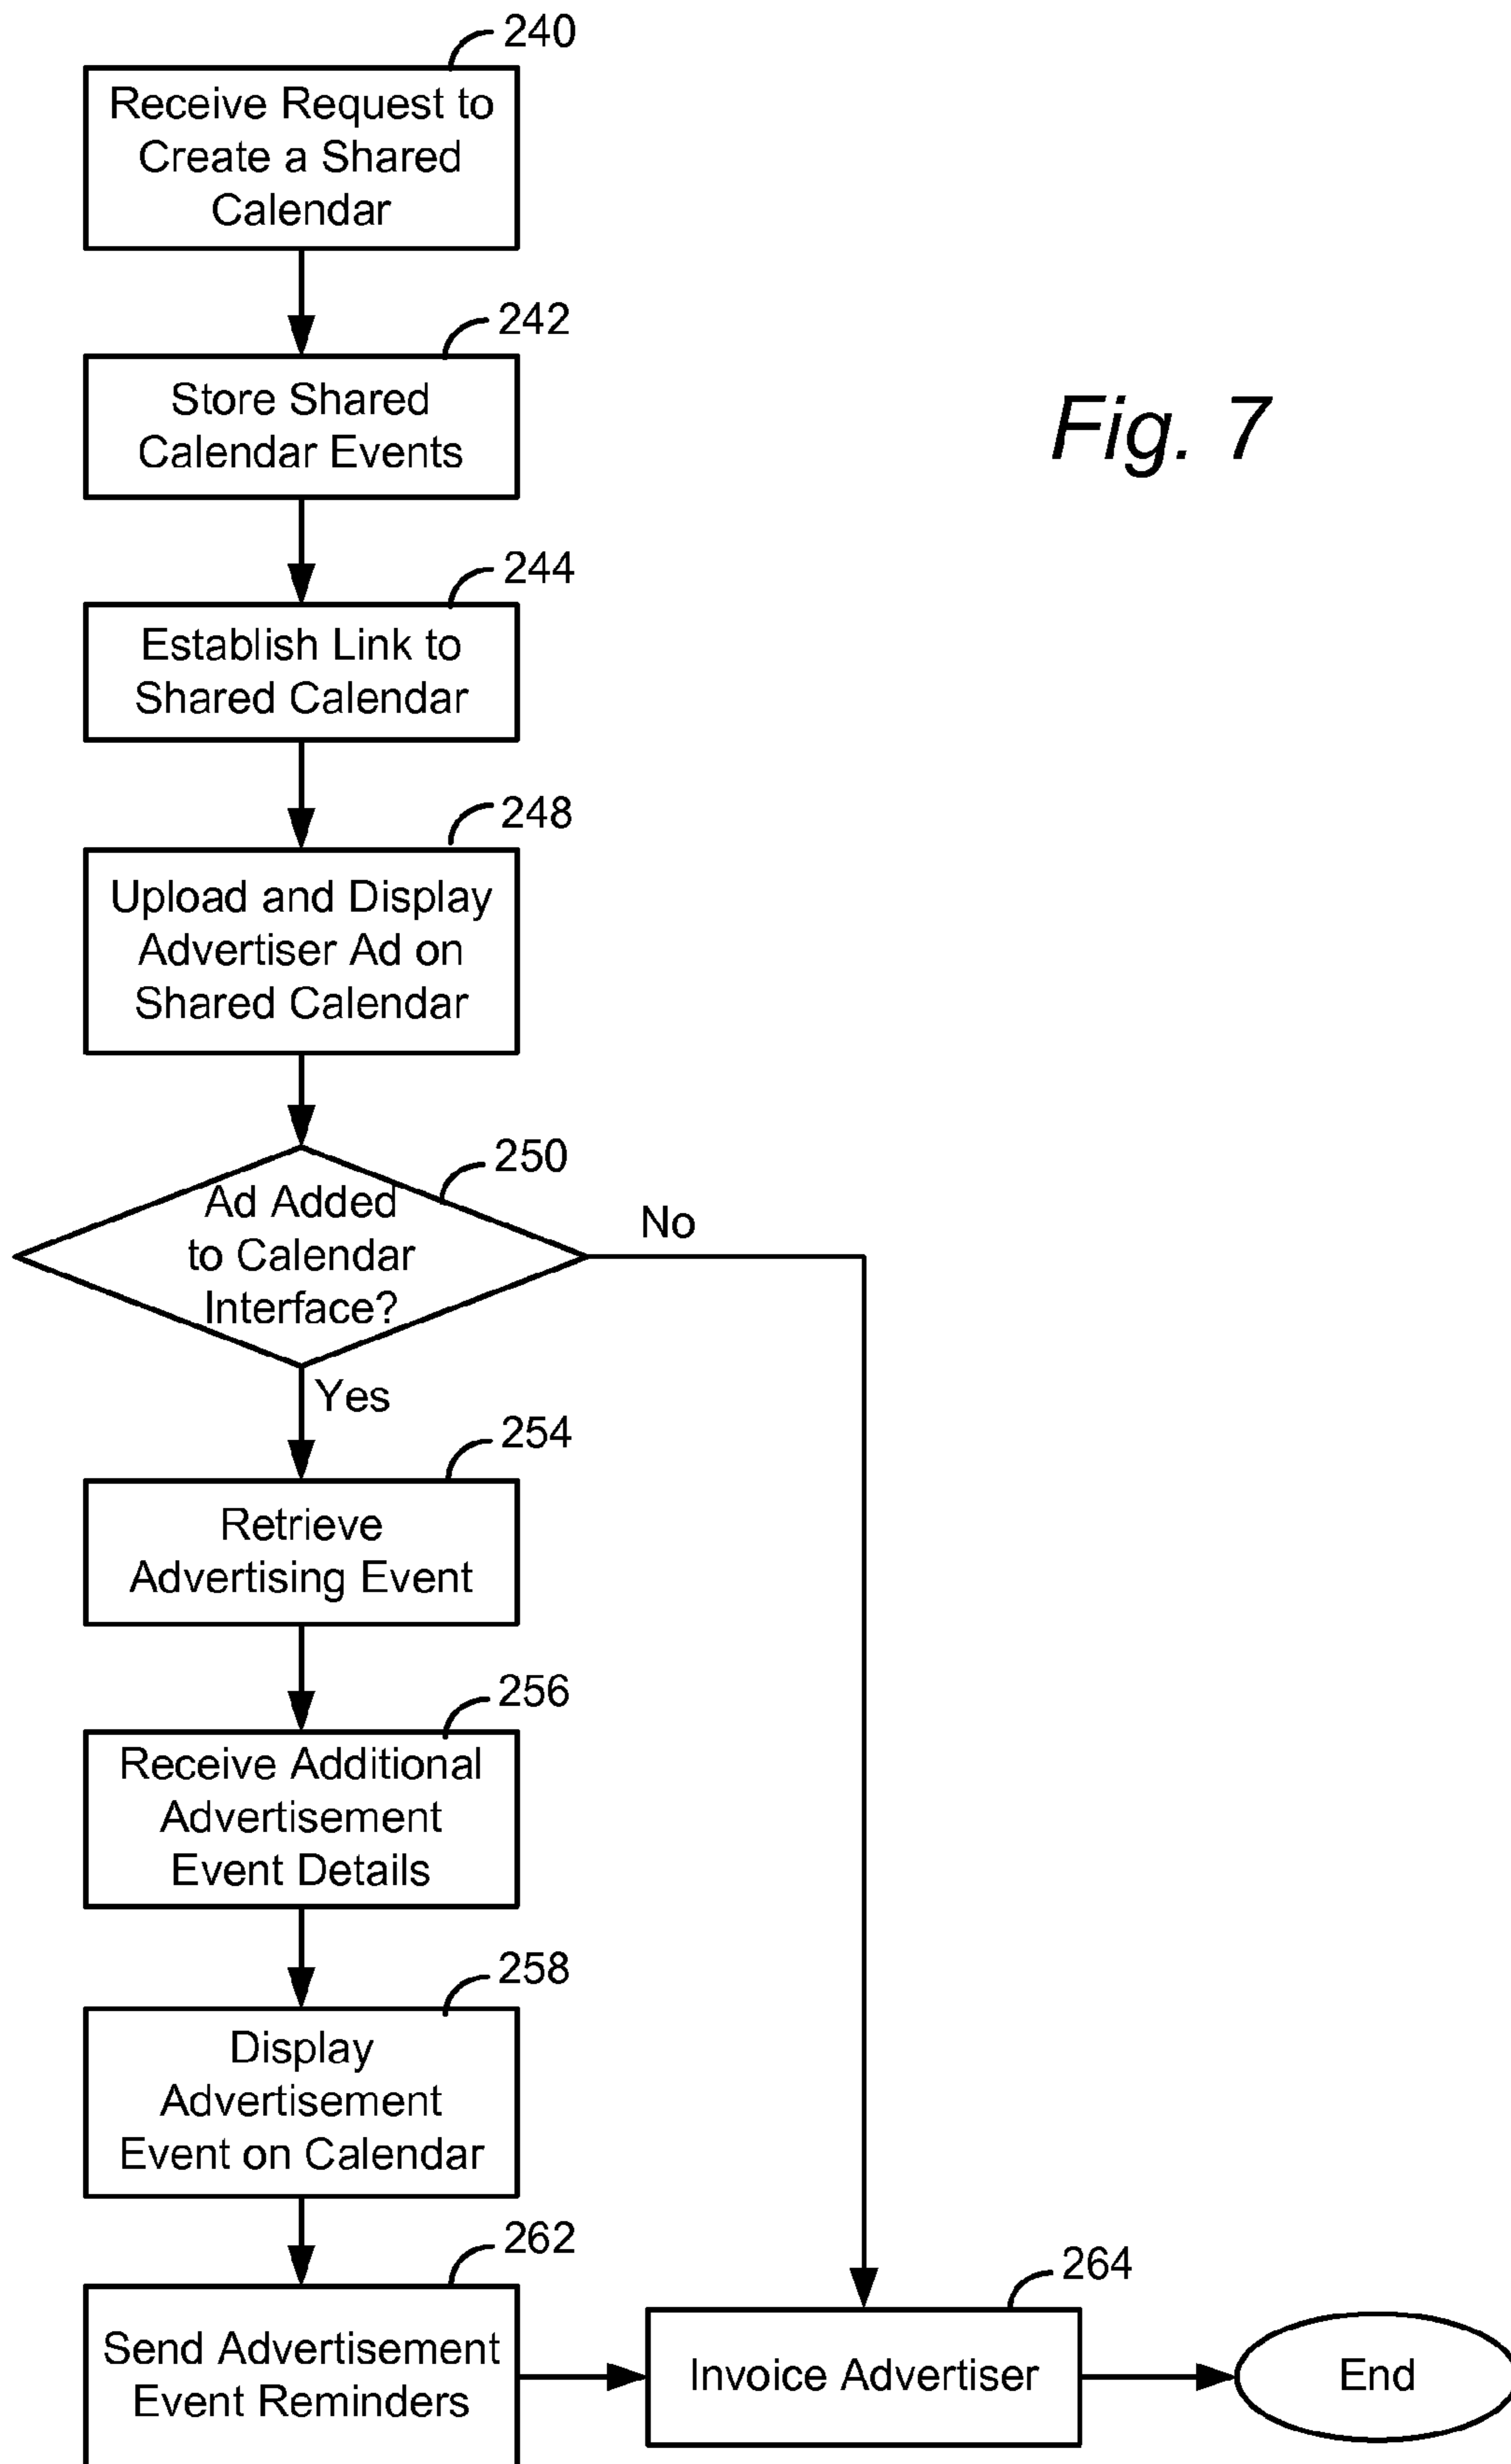 240
Receive Request to
Create a Shared
Calendar
242
Store Shared
Calendar Events
Fig. 7
244
Establish Link to
Shared Calendar
248
Upload and Display
Advertiser Ad on
Shared Calendar
250
Ad Added
to Calendar
Interface?
No
Yes
254
Retrieve
Advertising Event
256
Receive Additional
Advertisement
Event Details
258
Display
Advertisement
Event on Calendar
262
Send Advertisement
Event Reminders
264
Invoice Advertiser
End